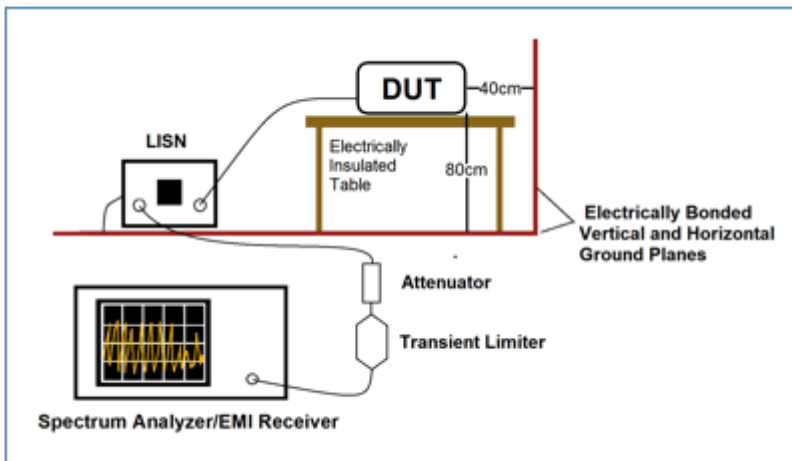 DUT
40cm
LISN
Electrically
Insulated
Table
80cm
Electrically Bonded
Vertical and Horizontal
Ground Planes
Attenuator
Transient Limiter
Spectrum Analyzer/EMI Receiver